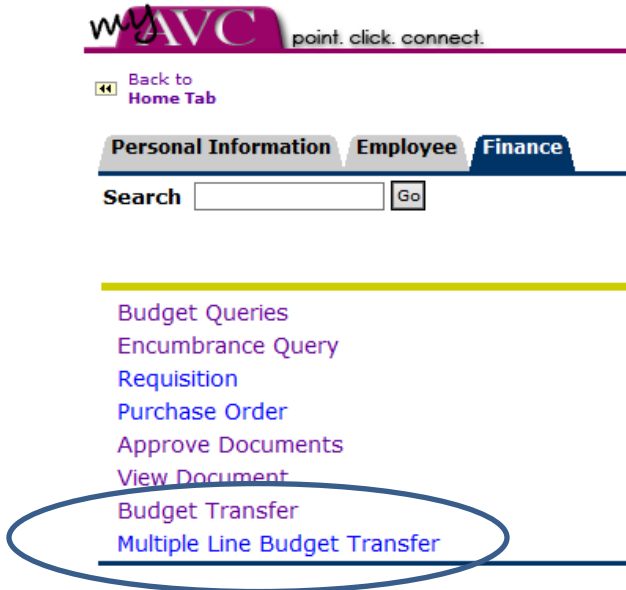 myAVC point. click. connect.
Back to
Home Tab
Personal Information Employee Finance
Search Go
Budget Queries
Encumbrance Query
Requisition
Purchase Order
Approve Documents
View Document
Budget Transfer
Multiple Line Budget Transfer